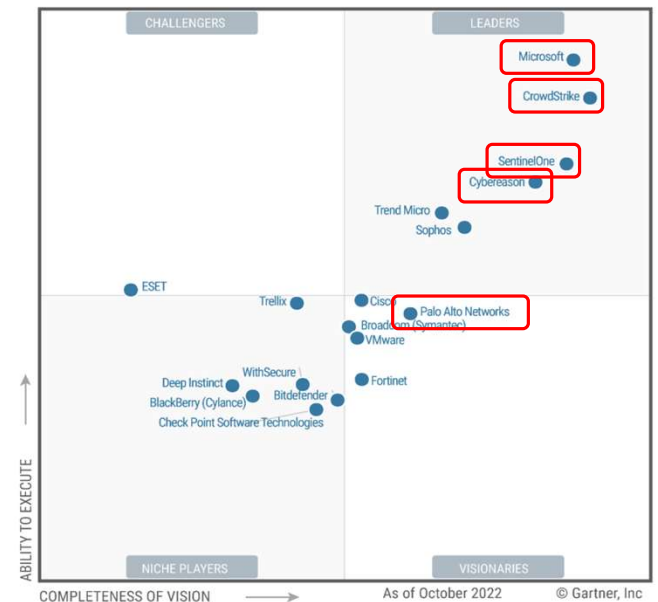 CHALLENGERS
LEADERS
Microsoft
CrowdStrike
SentinelOne
Cybereason
Trend Micro
Sophos
ESET
Trellix
Cisco
Palo Alto Networks
Broadcom (Symantec)
VMware
WithSecure
Fortinet
Deep Instinct
Bitdefender
BlackBerry (Cylance)
Check Point Software Technologies
ABILITY TO EXECUTE
NICHE PLAYERS
VISIONARIES
COMPLETENESS OF VISION
As of October 2022
© Gartner, Inc